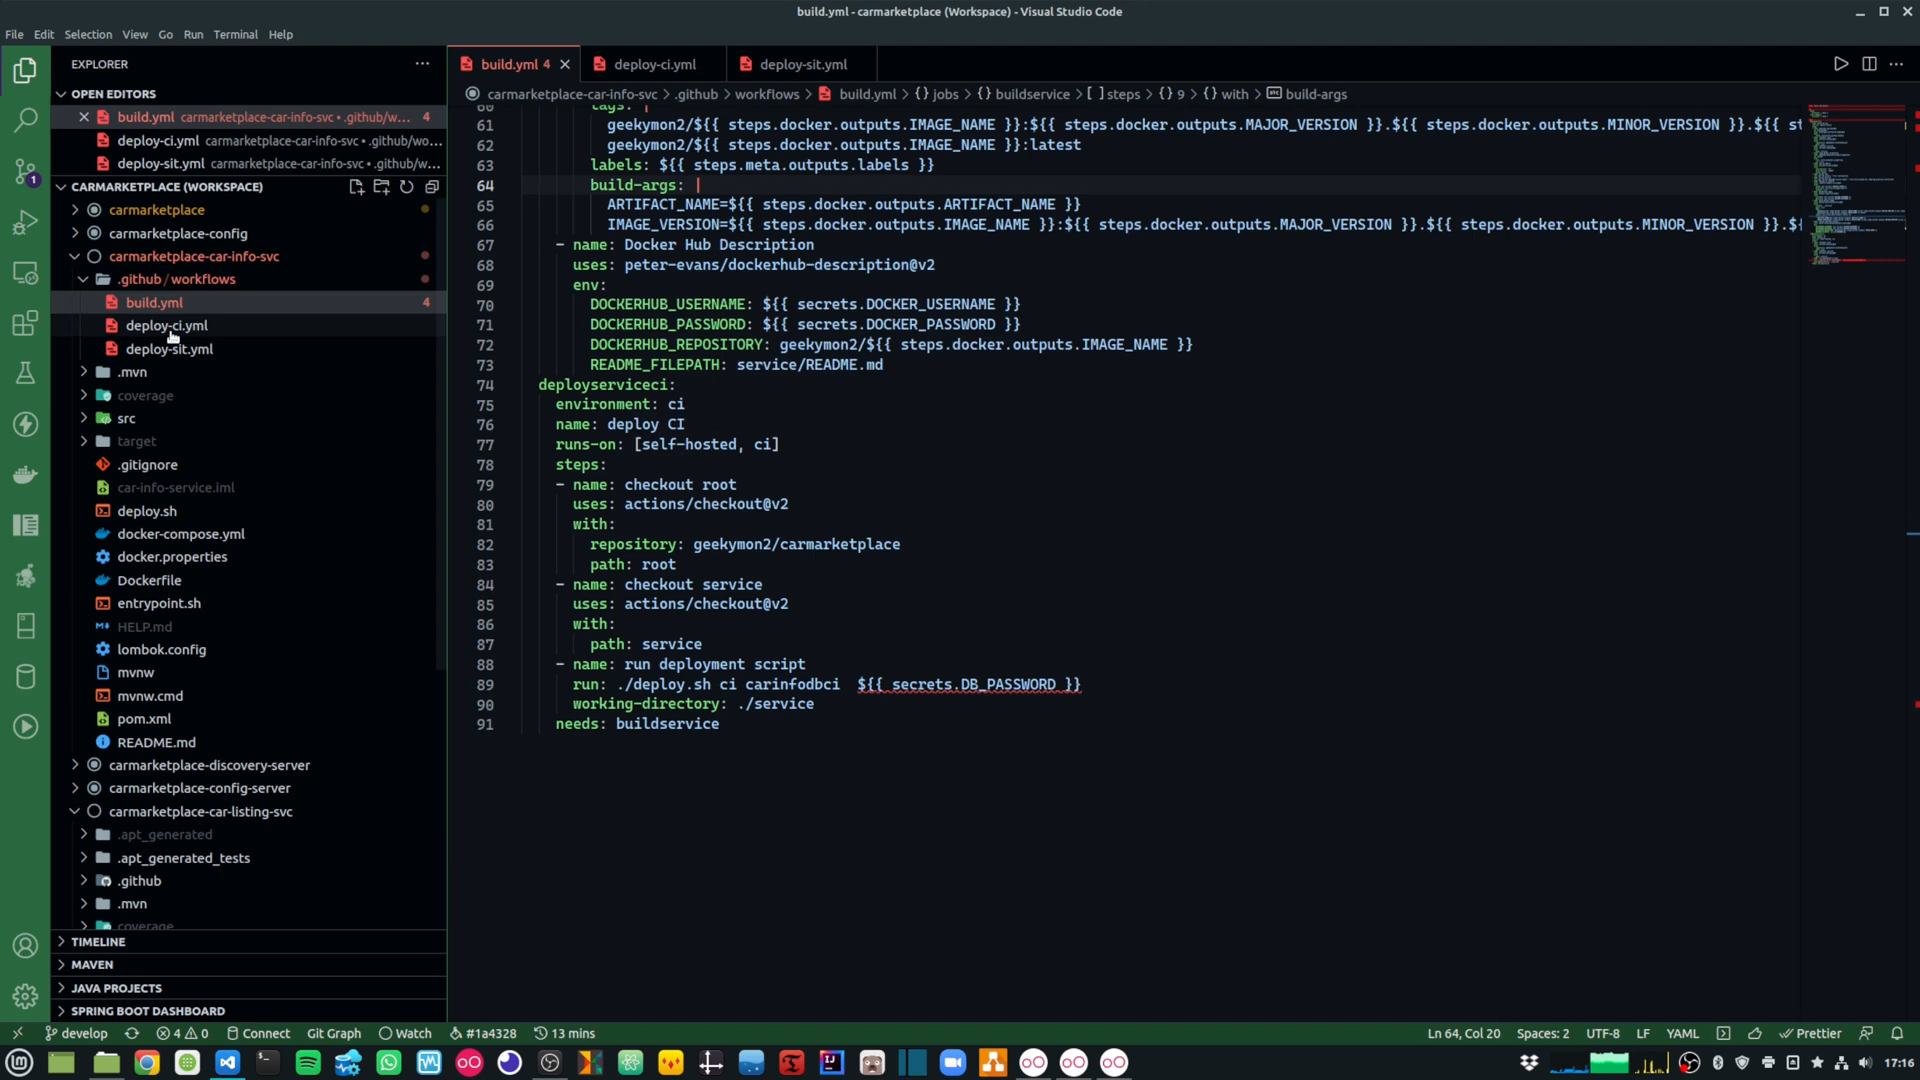 build.yml - carmarketplace (Workspace) - Visual Studio Code
File Edit Selection View Go Run Terminal Help
EXPLORER
OPEN EDITORS
build.yml carmarketplace-car-info-svc • .github/w... 4
deploy-ci.yml carmarketplace-car-info-svc • .github/wo...
deploy-sit.yml carmarketplace-car-info-svc • .github/w...
CARMARKETPLACE (WORKSPACE)
carmarketplace
carmarketplace-config
carmarketplace-car-info-svc
.github / workflows
build.yml 4
deploy-ci.yml
deploy-sit.yml
.mvn
coverage
src
target
.gitignore
car-info-service.iml
deploy.sh
docker-compose.yml
docker.properties
Dockerfile
entrypoint.sh
HELP.md
lombok.config
mvnw
mvnw.cmd
pom.xml
README.md
carmarketplace-discovery-server
carmarketplace-config-server
carmarketplace-car-listing-svc
.apt_generated
.apt_generated_tests
.github
.mvn
coverage
TIMELINE
MAVEN
JAVA PROJECTS
SPRING BOOT DASHBOARD
build.yml 4 deploy-ci.yml deploy-sit.yml
carmarketplace-car-info-svc > .github > workflows > build.yml > {} jobs > {} buildservice > [ ] steps > {} 9 > {} with > build-args
60 tags: |
61 geekymon2/${{ steps.docker.outputs.IMAGE_NAME }}:${{ steps.docker.outputs.MAJOR_VERSION }}.${{ steps.docker.outputs.MINOR_VERSION }}.${{ st
62 geekymon2/${{ steps.docker.outputs.IMAGE_NAME }}:latest
63 labels: ${{ steps.meta.outputs.labels }}
64 build-args: |
65 ARTIFACT_NAME=${{ steps.docker.outputs.ARTIFACT_NAME }}
66 IMAGE_VERSION=${{ steps.docker.outputs.IMAGE_NAME }}:${{ steps.docker.outputs.MAJOR_VERSION }}.${{ steps.docker.outputs.MINOR_VERSION }}.${
67 - name: Docker Hub Description
68 uses: peter-evans/dockerhub-description@v2
69 env:
70 DOCKERHUB_USERNAME: ${{ secrets.DOCKER_USERNAME }}
71 DOCKERHUB_PASSWORD: ${{ secrets.DOCKER_PASSWORD }}
72 DOCKERHUB_REPOSITORY: geekymon2/${{ steps.docker.outputs.IMAGE_NAME }}
73 README_FILEPATH: service/README.md
74 deployserviceci:
75 environment: ci
76 name: deploy CI
77 runs-on: [self-hosted, ci]
78 steps:
79 - name: checkout root
80 uses: actions/checkout@v2
81 with:
82 repository: geekymon2/carmarketplace
83 path: root
84 - name: checkout service
85 uses: actions/checkout@v2
86 with:
87 path: service
88 - name: run deployment script
89 run: ./deploy.sh ci carinfodbci ${{ secrets.DB_PASSWORD }}
90 working-directory: ./service
91 needs: buildservice
develop 4 0 Connect Git Graph Watch #1a4328 13 mins Ln 64, Col 20 Spaces: 2 UTF-8 LF YAML Prettier
17:16